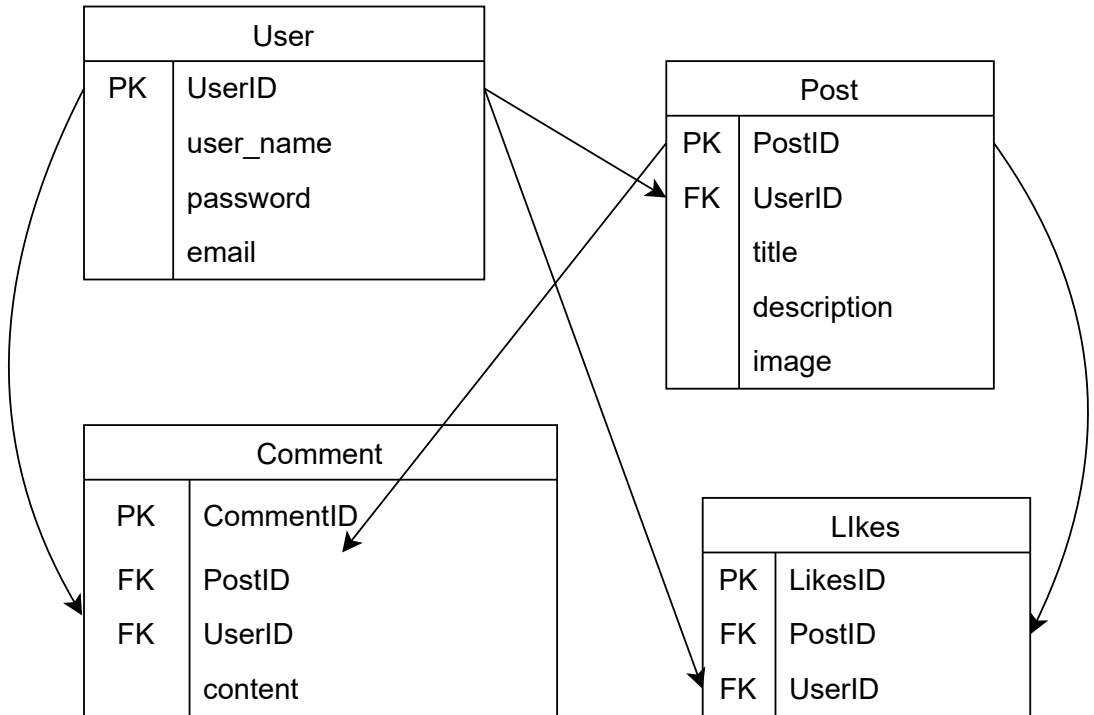 User
PK UserID
user_name
password
email
Post
PK PostID
FK UserID
title
description
image
Comment
PK CommentID
FK PostID
FK UserID
content
LIkes
PK LikesID
FK PostID
FK UserID